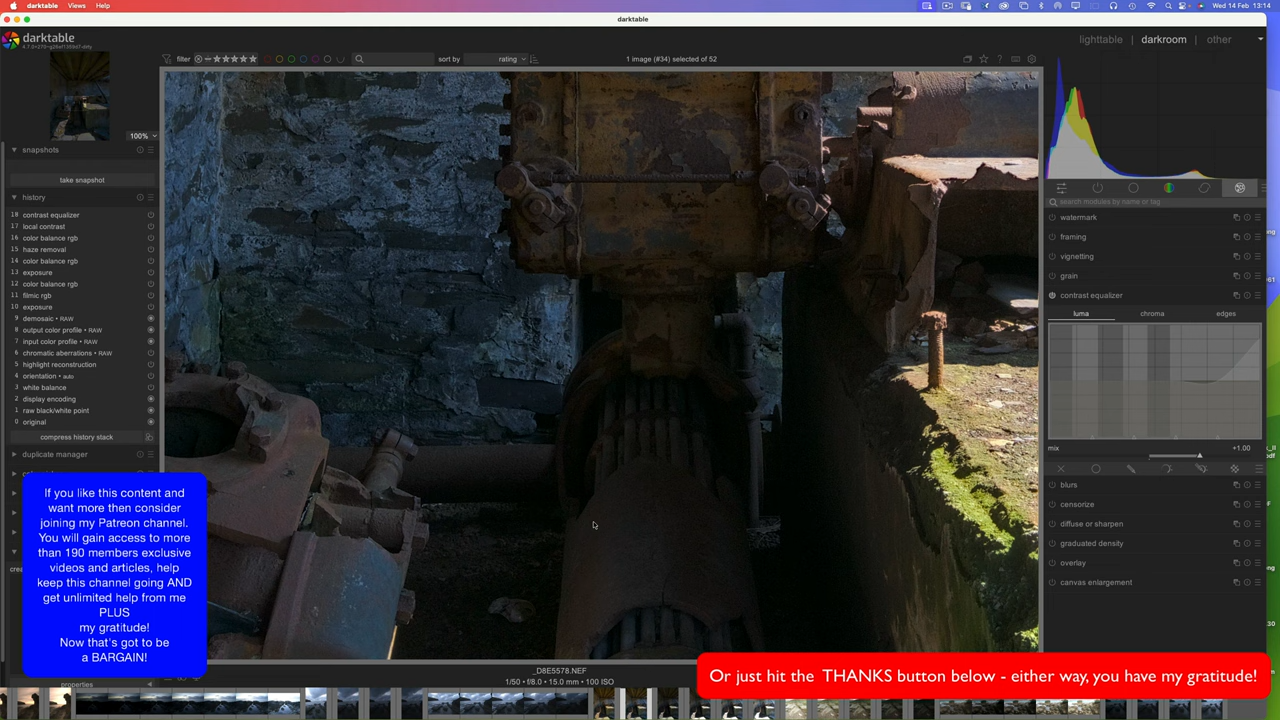 darktable Views Help
Wed 14 Feb 13:14
darktable
darktable
lighttable | darkroom | other
filter
sort by rating
1 image (#34) selected of 52
100%
snapshots
take snapshot
history
18 contrast equalizer
17 local contrast
16 color balance rgb
15 haze removal
14 color balance rgb
13 exposure
12 color balance rgb
11 filmic rgb
10 exposure
9 demosaic • RAW
8 output color profile • RAW
7 input color profile • RAW
6 chromatic aberrations • RAW
5 highlight reconstruction
4 orientation • auto
3 white balance
2 display encoding
1 raw black/white point
0 original
compress history stack
duplicate manager
If you like this content and
want more then consider
joining my Patreon channel.
You will gain access to more
than 190 members exclusive
videos and articles, help
keep this channel going AND
get unlimited help from me
PLUS
my gratitude!
Now that's got to be
a BARGAIN!
properties
_D8E5578.NEF
1/50 • f/8.0 • 15.0 mm • 100 ISO
search modules by name or tag
watermark
framing
vignetting
grain
contrast equalizer
luma chroma edges
mix +1.00
blurs
censorize
diffuse or sharpen
graduated density
overlay
canvas enlargement
Or just hit the THANKS button below - either way, you have my gratitude!